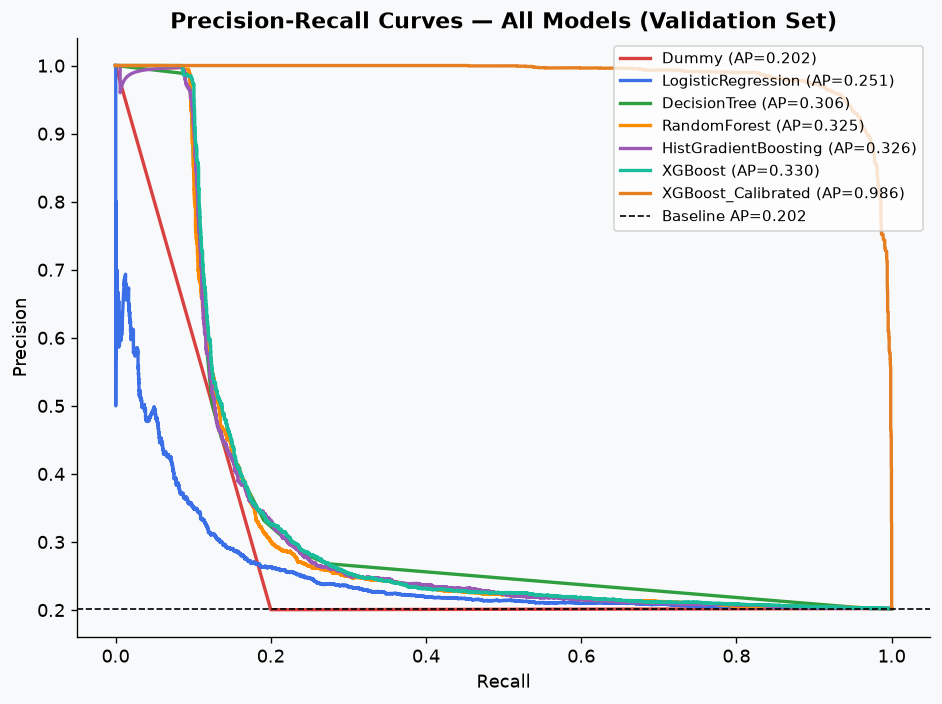 Precision-Recall Curves — All Models (Validation Set)
Dummy (AP=0.202)
LogisticRegression (AP=0.251)
DecisionTree (AP=0.306)
RandomForest (AP=0.325)
HistGradientBoosting (AP=0.326)
XGBoost (AP=0.330)
XGBoost_Calibrated (AP=0.986)
Baseline AP=0.202
Precision
1.0
0.9
0.8
0.7
0.6
0.5
0.4
0.3
0.2
0.0 0.2 0.4 0.6 0.8 1.0
Recall